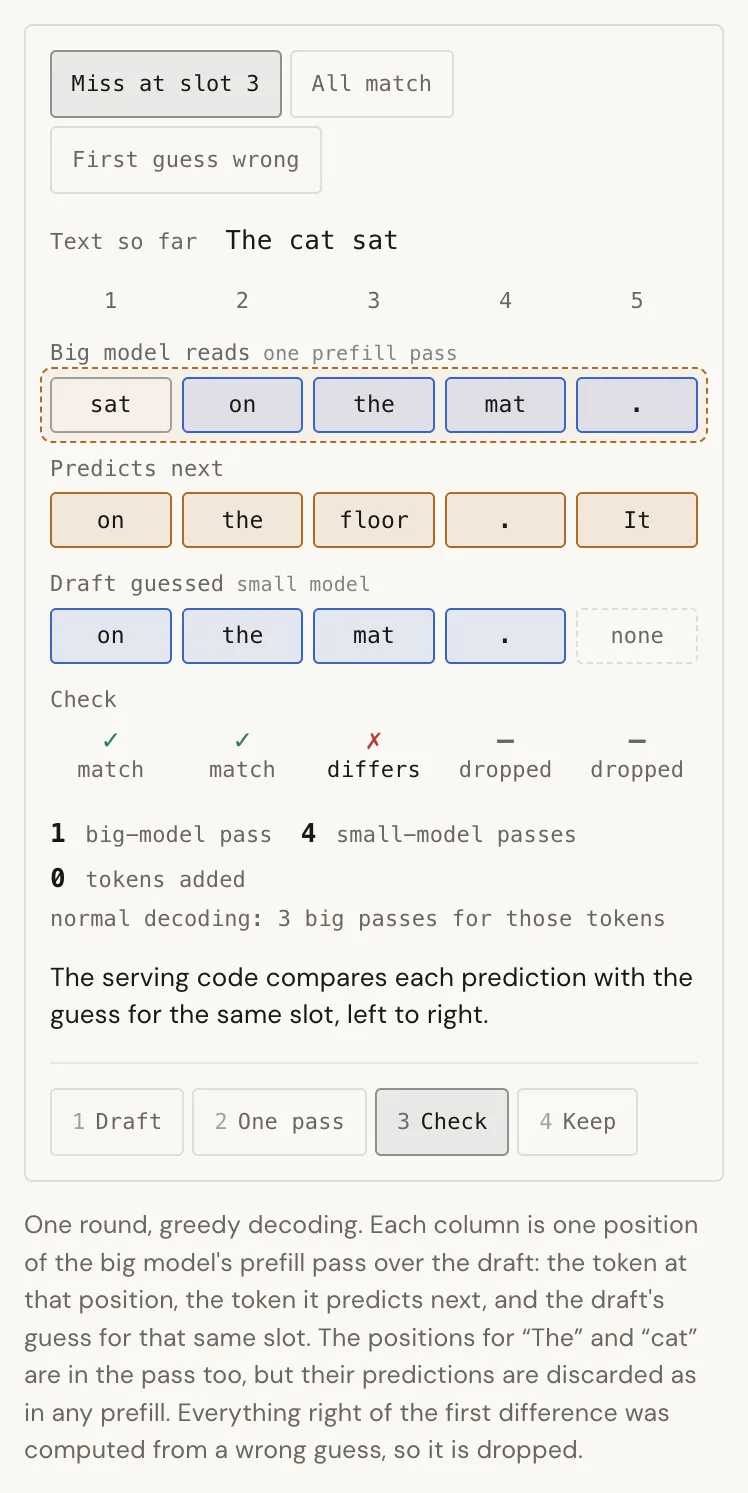 Miss at slot 3 All match
First guess wrong
Text so far The cat sat
1 2 3 4 5
Big model reads one prefill pass
sat on the mat .
Predicts next
on the floor . It
Draft guessed small model
on the mat . none
Check
✓ ✓ ✗ – –
match match differs dropped dropped
1 big-model pass 4 small-model passes
0 tokens added
normal decoding: 3 big passes for those tokens
The serving code compares each prediction with the
guess for the same slot, left to right.
1 Draft 2 One pass 3 Check 4 Keep
One round, greedy decoding. Each column is one position
of the big model's prefill pass over the draft: the token at
that position, the token it predicts next, and the draft's
guess for that same slot. The positions for “The” and “cat”
are in the pass too, but their predictions are discarded as
in any prefill. Everything right of the first difference was
computed from a wrong guess, so it is dropped.